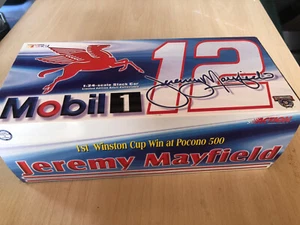 12
1:24-scale Stock Car
Jeremy Mayfield
Mobil 1
1ST Winston Cup Win at Pocono 500
Jeremy Mayfield